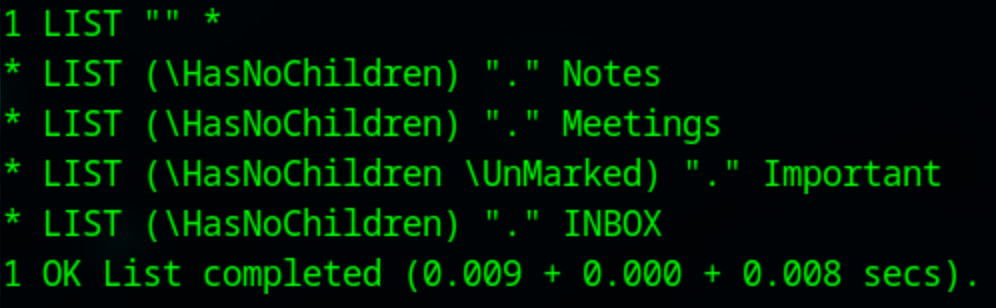 1 LIST "" *
* LIST (\HasNoChildren) "." Notes
* LIST (\HasNoChildren) "." Meetings
* LIST (\HasNoChildren \UnMarked) "." Important
* LIST (\HasNoChildren) "." INBOX
1 OK List completed (0.009 + 0.000 + 0.008 secs).